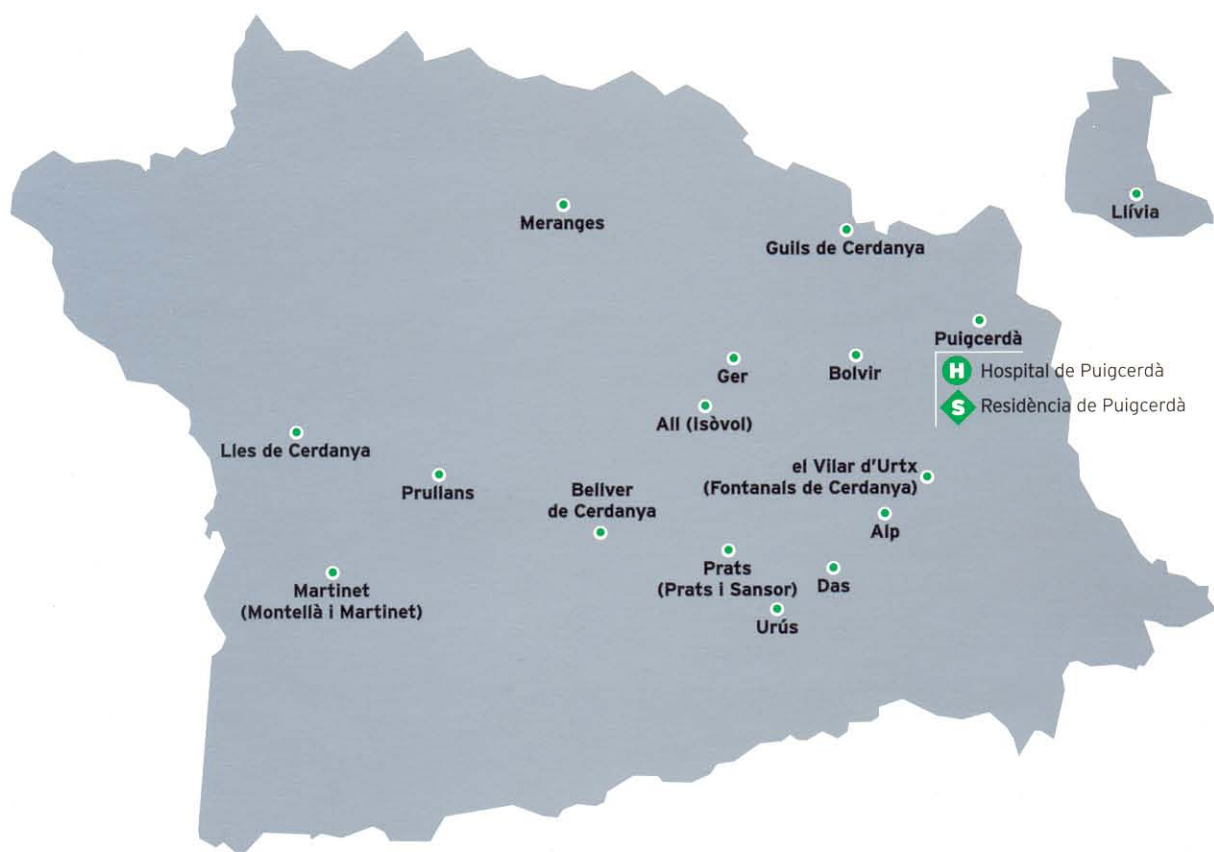 Meranges
Llívia
Guils de Cerdanya
Puigcerdà
H Hospital de Puigcerdà
S Residència de Puigcerdà
Ger
Bolvir
All (Isòvol)
Lles de Cerdanya
Prullans
Bellver
de Cerdanya
el Vilar d'Urtx
(Fontanals de Cerdanya)
Alp
Martinet
(Montellà i Martinet)
Prats
(Prats i Sansor)
Das
Urús